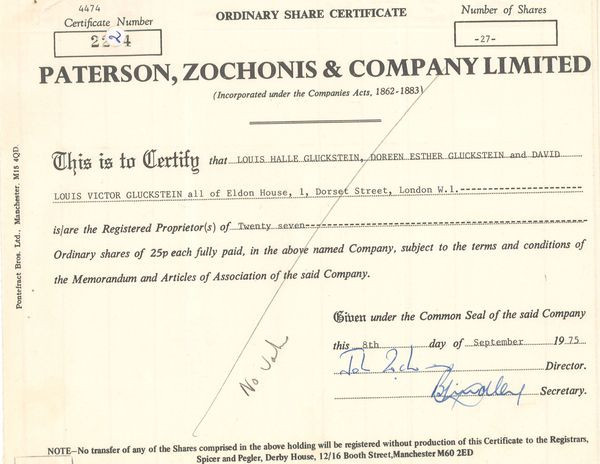 4474
Certificate Number
2224
ORDINARY SHARE CERTIFICATE
Number of Shares
-27-
PATERSON, ZOCHONIS & COMPANY LIMITED
(Incorporated under the Companies Acts, 1862-1883)
This is to Certify that LOUIS HALLE GLUCKSTEIN, DOREEN ESTHER GLUCKSTEIN and DAVID
LOUIS VICTOR GLUCKSTEIN all of Eldon House, 1, Dorset Street, London W.1.
is/are the Registered Proprietor(s) of Twenty seven
Ordinary shares of 25p each fully paid, in the above named Company, subject to the terms and conditions of
the Memorandum and Articles of Association of the said Company.
Given under the Common Seal of the said Company
this 8th day of September 1975
Director.
Secretary.
No Value
NOTE—No transfer of any of the Shares comprised in the above holding will be registered without production of this Certificate to the Registrars,
Spicer and Pegler, Derby House, 12/16 Booth Street, Manchester M60 2ED
Pontefract Bros. Ltd., Manchester, M15 4QD.